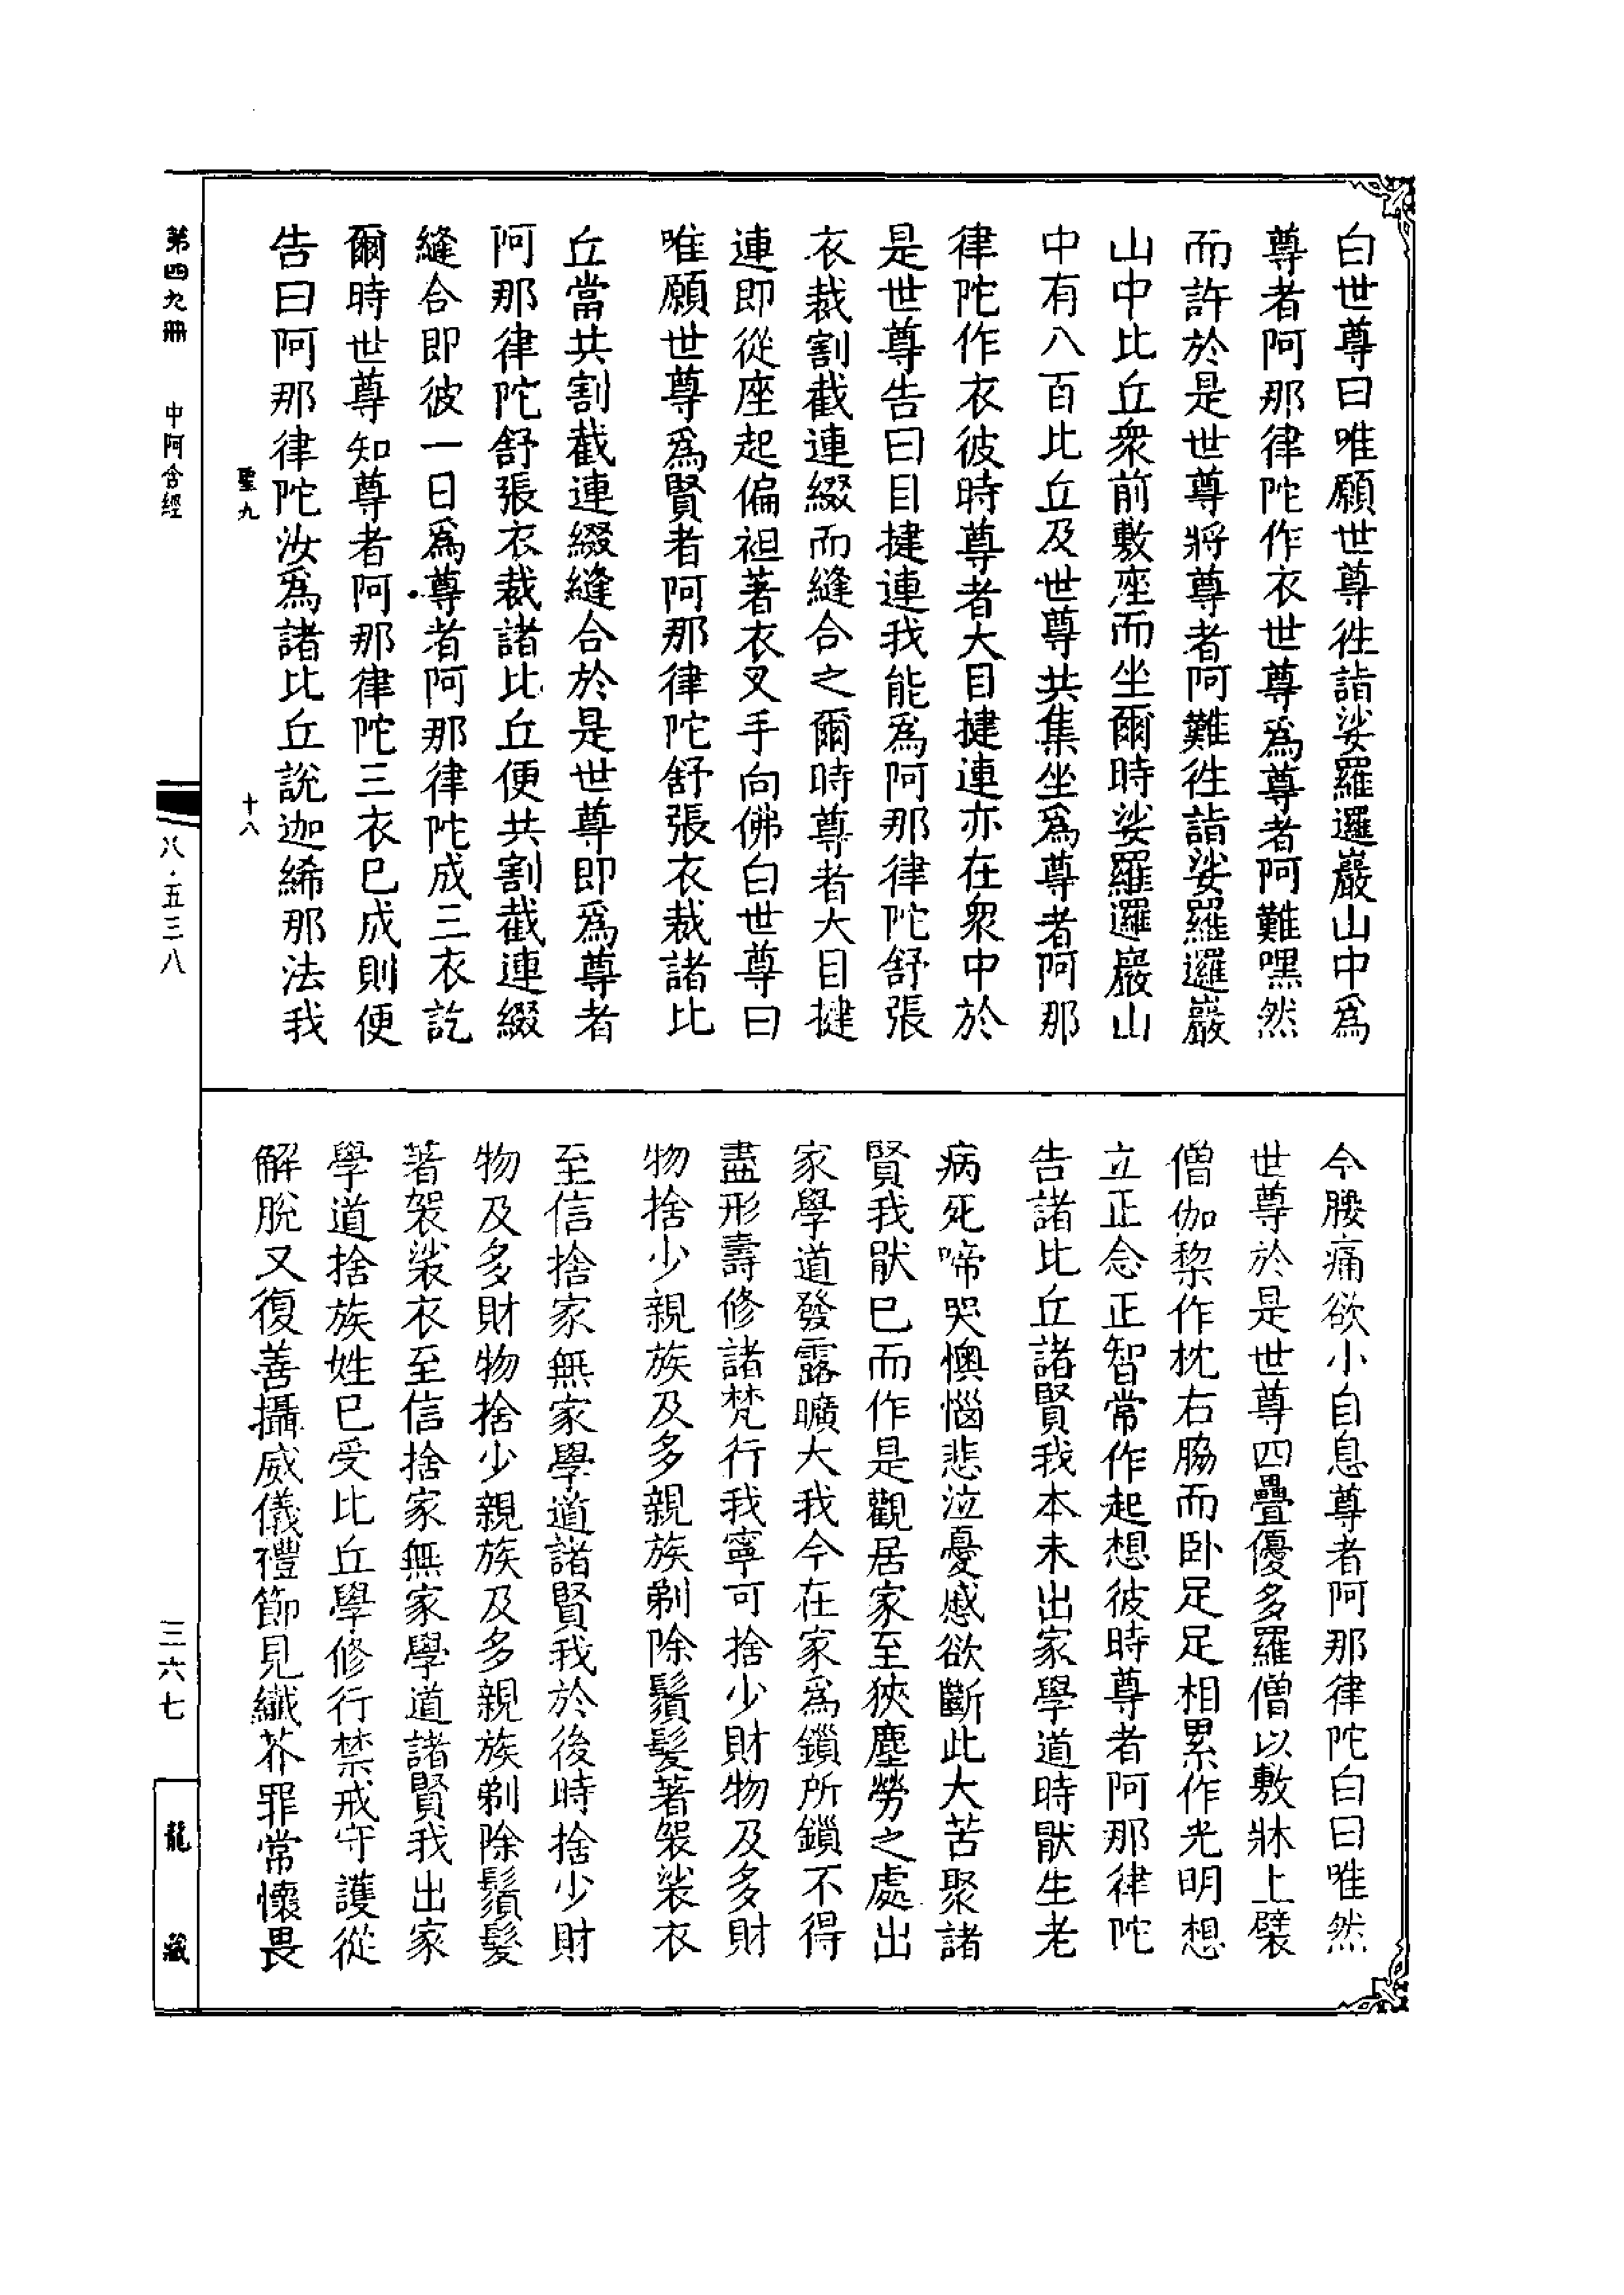 白世尊曰唯願世尊徃詣娑羅邏巖山中爲
尊者阿那律陀作衣世尊爲尊者阿難嘿然
而許於是世尊將尊者阿難徃詣娑羅邏巖
山中比丘衆前敷座而坐爾時娑羅邏巖山
中有八百比丘及世尊共集坐爲尊者阿那
律陀作衣彼時尊者大目揵連亦在衆中於
是世尊告曰目揵連我能爲阿那律陀舒張
衣裁割截連綴而縫合之爾時尊者大目揵
連即從座起偏袒著衣叉手向佛白世尊曰
唯願世尊爲賢者阿那律陀舒張衣裁諸比
丘當共割截連綴縫合於是世尊即爲尊者
阿那律陀舒張衣裁諸比丘便共割截連綴
縫合即彼一日爲尊者阿那律陀成三衣訖
爾時世尊知尊者阿那律陀三衣已成則便
告曰阿那律陀汝爲諸比丘說迦絺那法我
聖九
十八
今腰痛欲小自息尊者阿那律陀白曰唯然
世尊於是世尊四疊優多羅僧以敷牀上襞
僧伽棃作枕右脇而卧足足相累作光明想
立正念正智常作起想彼時尊者阿那律陀
告諸比丘諸賢我本未出家學道時猒生老
病死啼哭懊惱悲泣憂慼欲斷此大苦聚諸
賢我猒已而作是觀居家至狹塵勞之處出
家學道發露曠大我今在家爲鎖所鎖不得
盡形壽修諸梵行我寧可捨少財物及多財
物捨少親族及多親族剃除鬚髮著袈裟衣
至信捨家無家學道諸賢我於後時捨少財
物及多財物捨少親族及多親族剃除鬚髮
著袈裟衣至信捨家無家學道諸賢我出家
學道捨族姓已受比丘學修行禁戒守護從
解脫又復善攝威儀禮節見纖芥罪常懷畏
第四九冊
中阿含經
八·五三八
三六七
龍藏